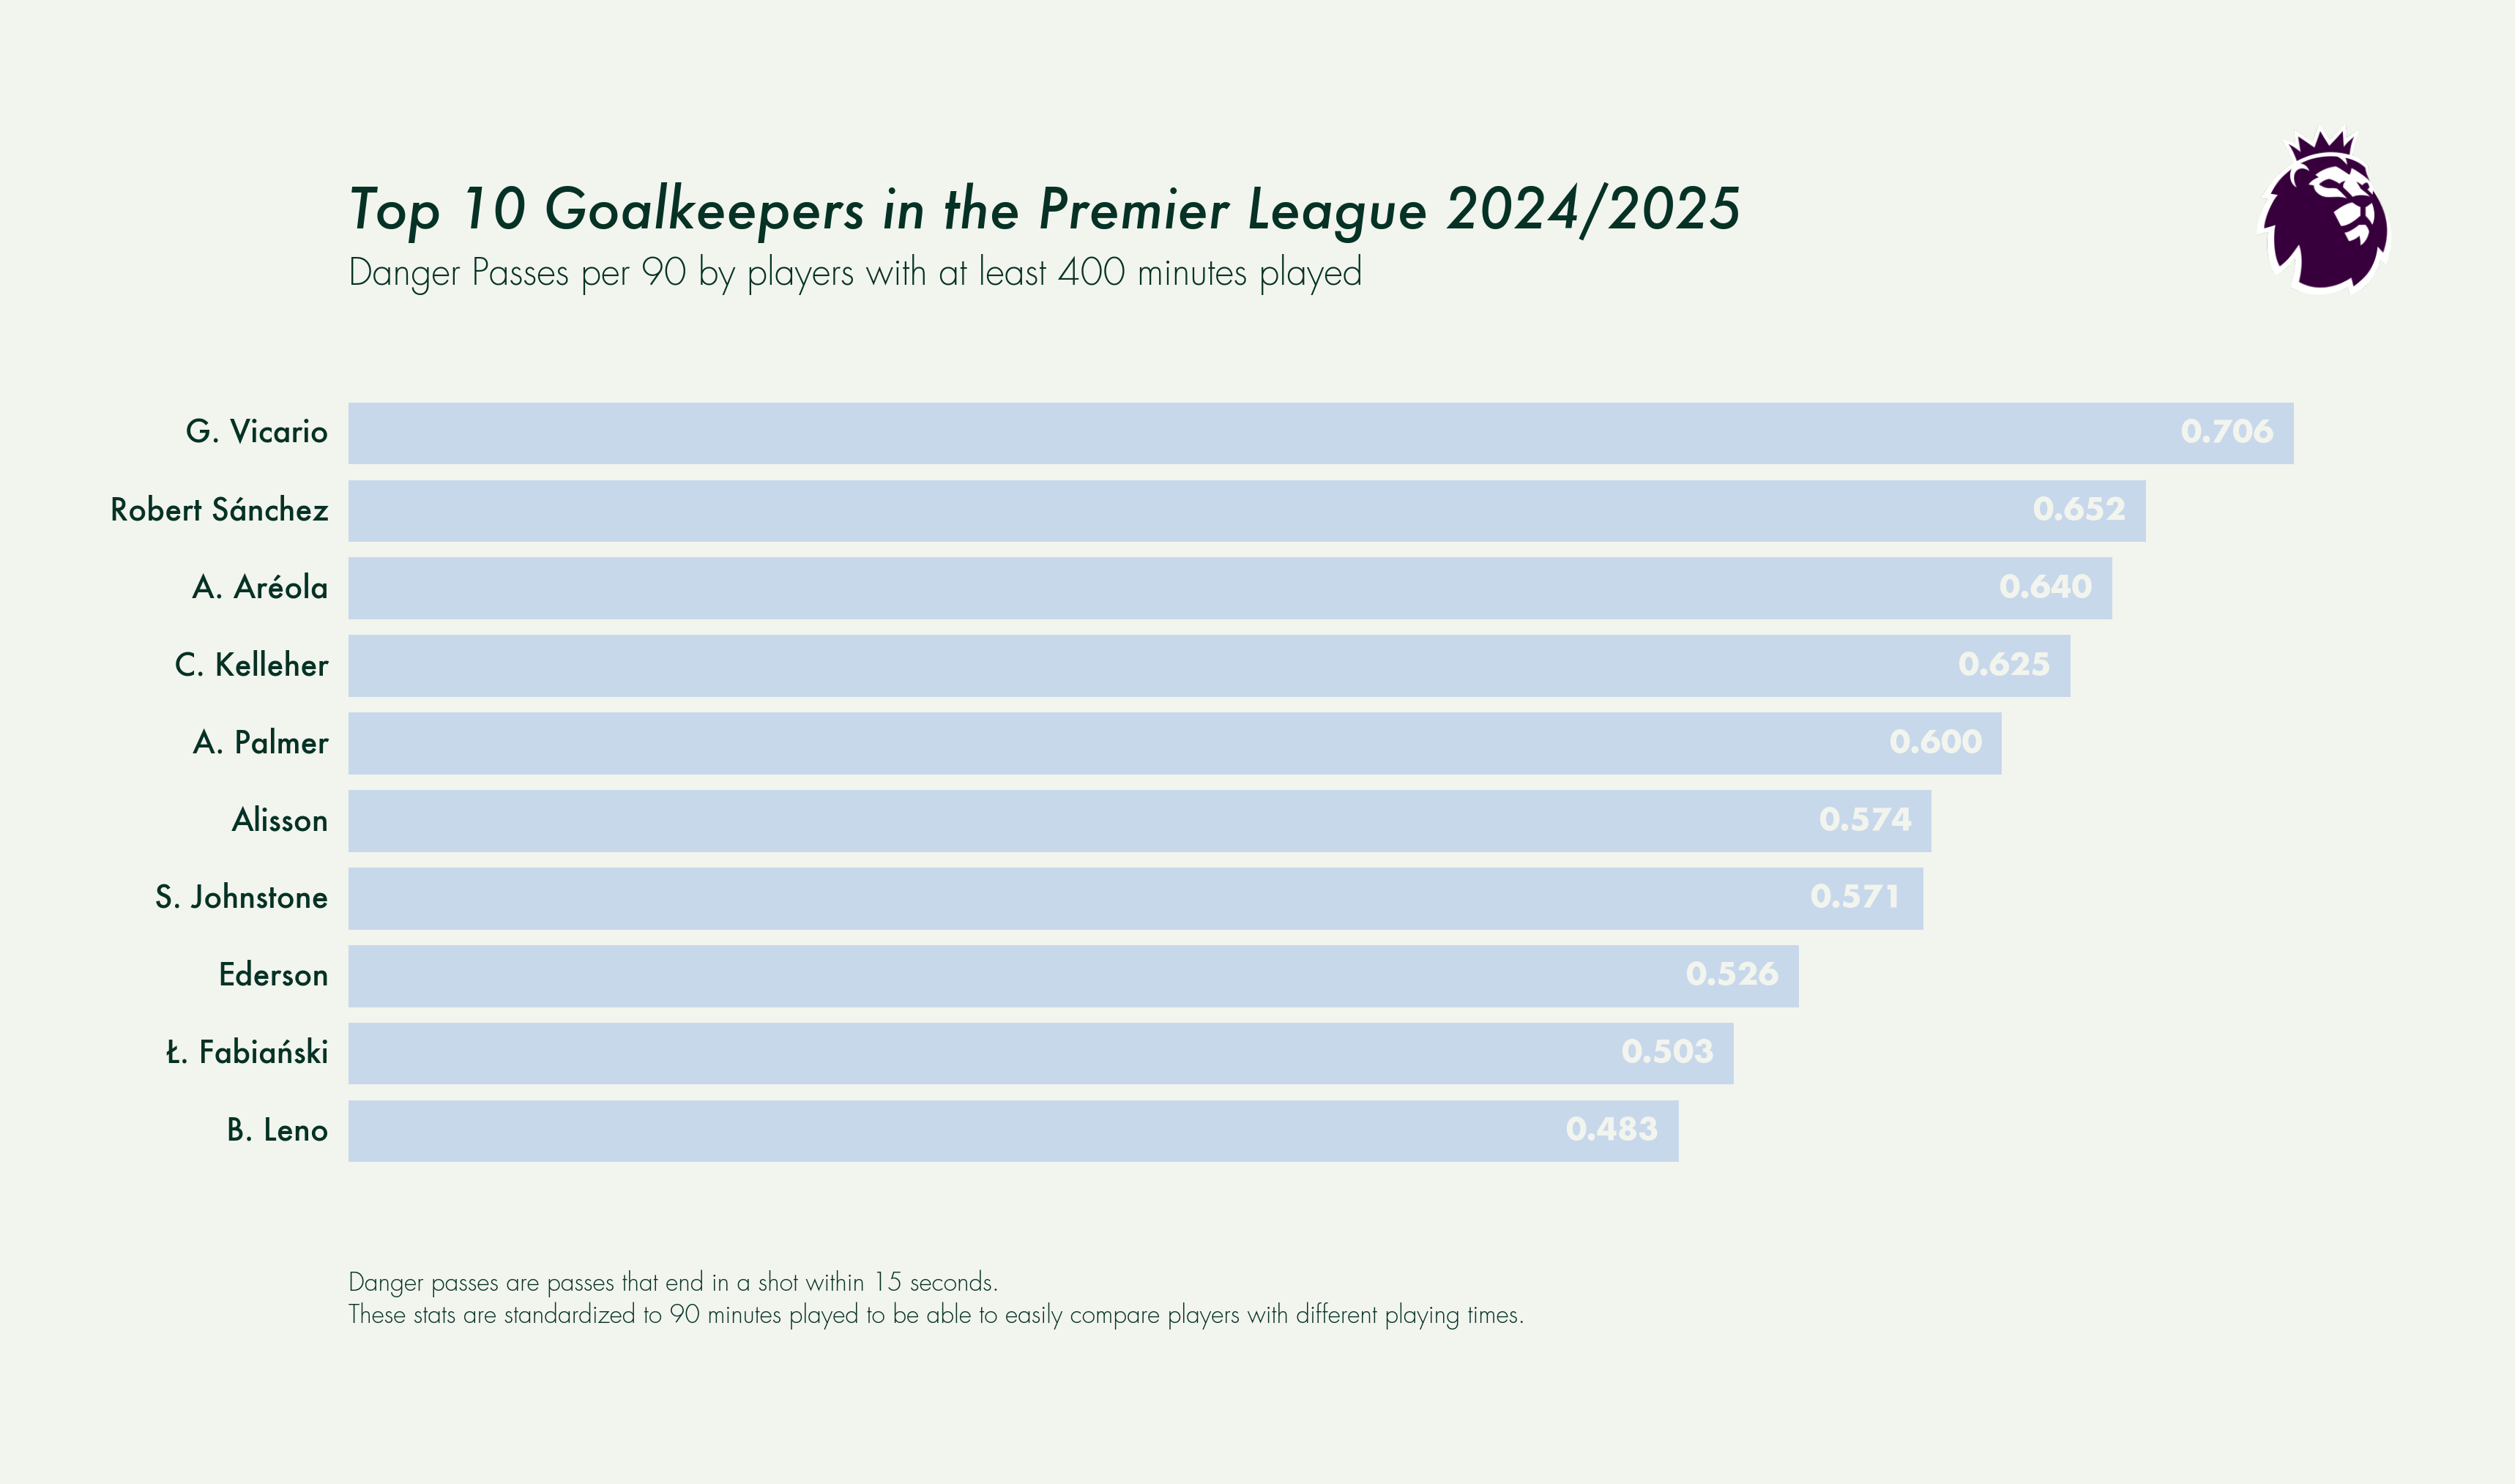 Top 10 Goalkeepers in the Premier League 2024/2025
Danger Passes per 90 by players with at least 400 minutes played
G. Vicario 0.706
Robert Sánchez 0.652
A. Aréola 0.640
C. Kelleher 0.625
A. Palmer 0.600
Alisson 0.574
S. Johnstone 0.571
Ederson 0.526
Ł. Fabiański 0.503
B. Leno 0.483
Danger passes are passes that end in a shot within 15 seconds.
These stats are standardized to 90 minutes played to be able to easily compare players with different playing times.